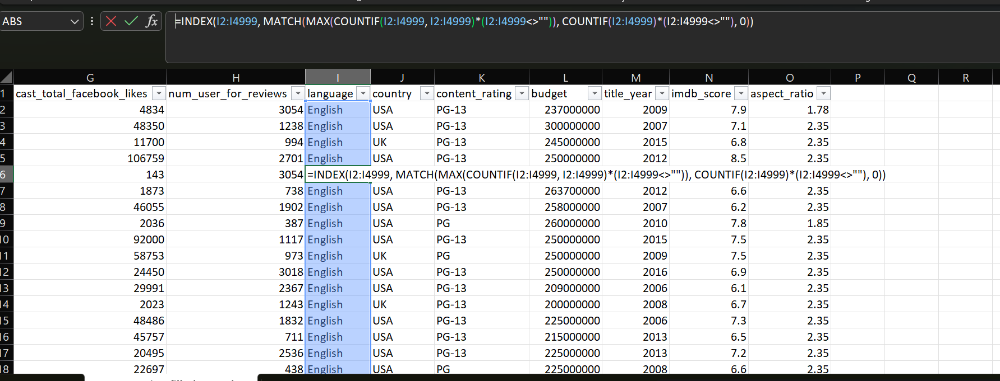 ABS
fx
=INDEX(I2:I4999, MATCH(MAX(COUNTIF(I2:I4999, I2:I4999)*(I2:I4999<>"")), COUNTIF(I2:I4999)*(I2:I4999<>""), 0))
G H I J K L M N O P Q R
1 cast_total_facebook_likes num_user_for_reviews language country content_rating budget title_year imdb_score aspect_ratio
2 4834 3054 English USA PG-13 237000000 2009 7.9 1.78
3 48350 1238 English USA PG-13 300000000 2007 7.1 2.35
4 11700 994 English UK PG-13 245000000 2015 6.8 2.35
5 106759 2701 English USA PG-13 250000000 2012 8.5 2.35
6 143 3054 =INDEX(I2:I4999, MATCH(MAX(COUNTIF(I2:I4999, I2:I4999)*(I2:I4999<>"")), COUNTIF(I2:I4999)*(I2:I4999<>""), 0))
7 1873 738 English USA PG-13 263700000 2012 6.6 2.35
8 46055 1902 English USA PG-13 258000000 2007 6.2 2.35
9 2036 387 English USA PG 260000000 2010 7.8 1.85
10 92000 1117 English USA PG-13 250000000 2015 7.5 2.35
11 58753 973 English UK PG 250000000 2009 7.5 2.35
12 24450 3018 English USA PG-13 250000000 2016 6.9 2.35
13 29991 2367 English USA PG-13 209000000 2006 6.1 2.35
14 2023 1243 English UK PG-13 200000000 2008 6.7 2.35
15 48486 1832 English USA PG-13 225000000 2006 7.3 2.35
16 45757 711 English USA PG-13 215000000 2013 6.5 2.35
17 20495 2536 English USA PG-13 225000000 2013 7.2 2.35
18 22697 438 English USA PG 225000000 2008 6.6 2.35